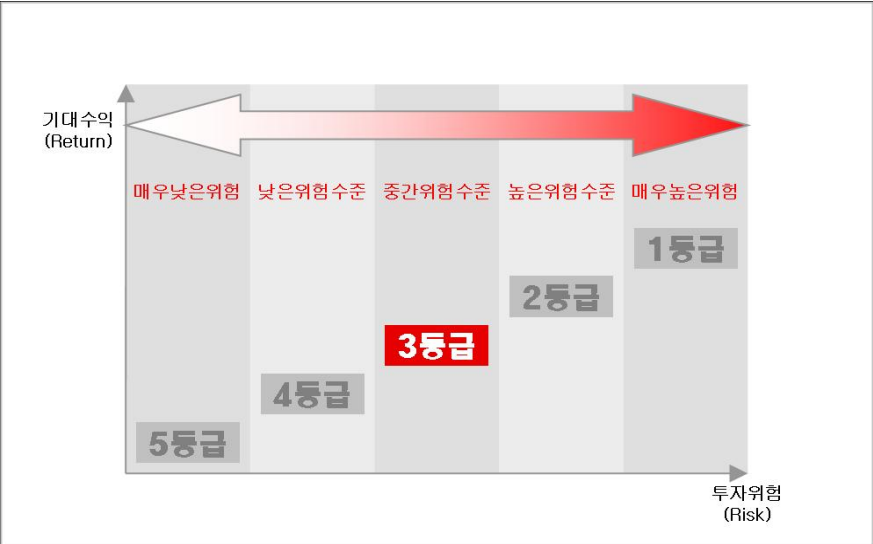 기대수익
(Return)
매우낮은위험 낮은위험수준 중간위험수준 높은위험수준 매우높은위험
1등급
2등급
3등급
4등급
5등급
투자위험
(Risk)